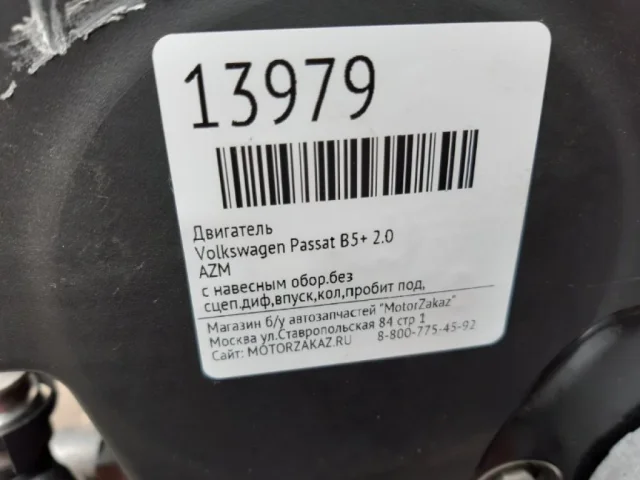 13979
Двигатель
Volkswagen Passat B5+ 2.0
AZM
с навесным обор.без
сцеп.диф,впуск,кол,пробит под,
Магазин б/у автозапчастей "MotorZakaz"
Москва ул.Ставропольская 84 стр 1
Сайт: MOTORZAKAZ.RU 8-800-775-45-92